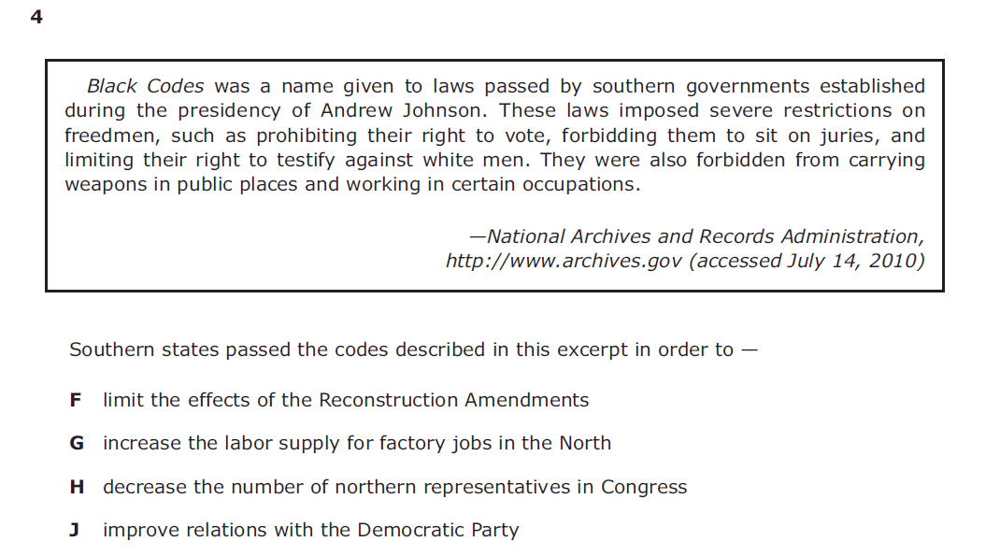 4
Black Codes was a name given to laws passed by southern governments established
during the presidency of Andrew Johnson. These laws imposed severe restrictions on
freedmen, such as prohibiting their right to vote, forbidding them to sit on juries, and
limiting their right to testify against white men. They were also forbidden from carrying
weapons in public places and working in certain occupations.
—National Archives and Records Administration,
http://www.archives.gov (accessed July 14, 2010)
Southern states passed the codes described in this excerpt in order to —
F limit the effects of the Reconstruction Amendments
G increase the labor supply for factory jobs in the North
H decrease the number of northern representatives in Congress
J improve relations with the Democratic Party